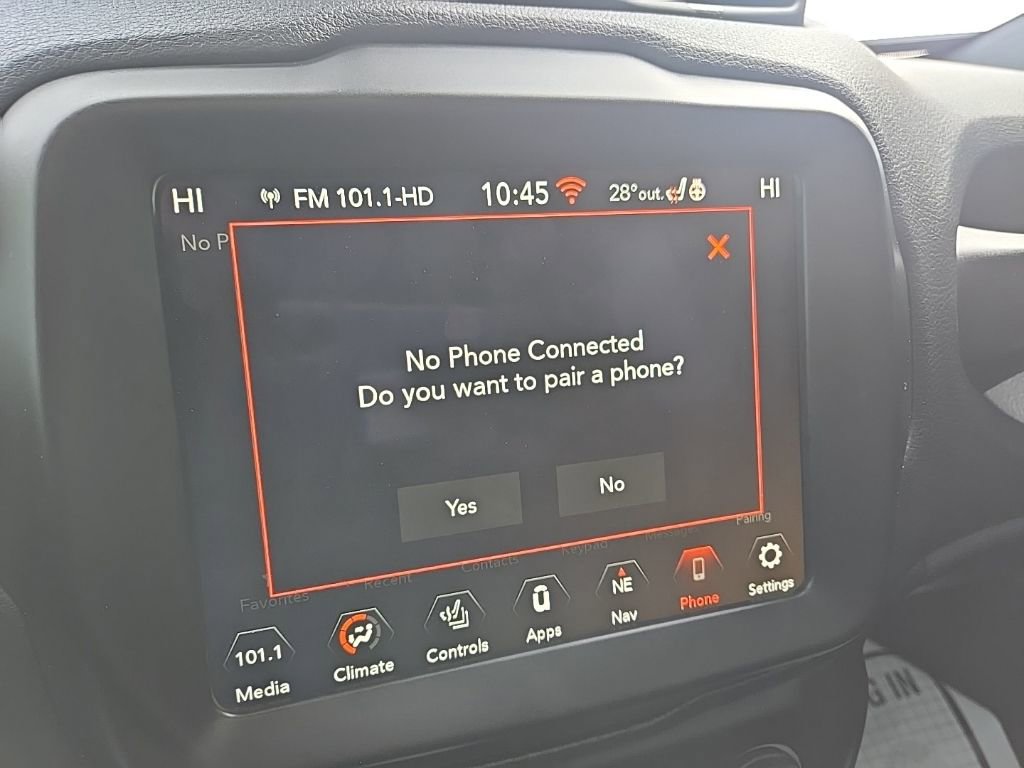 HI FM 101.1-HD 10:45 28°out. HI
No P
No Phone Connected
Do you want to pair a phone?
Yes No
Favorites Recent Contacts Keypad Messages Pairing
101.1 NE
Media Climate Controls Apps Nav Phone Settings
G IN